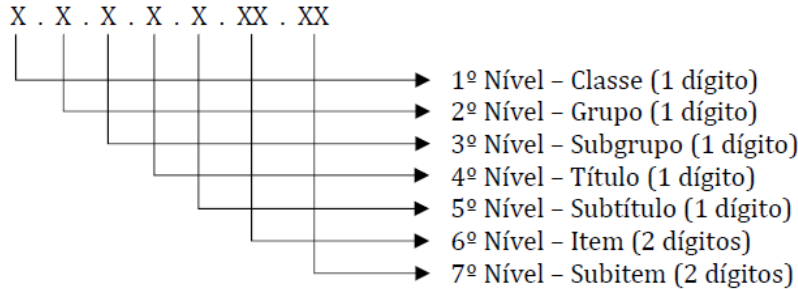 X . X . X . X . X . XX . XX
1º Nível – Classe (1 dígito)
2º Nível – Grupo (1 dígito)
3º Nível – Subgrupo (1 dígito)
4º Nível – Título (1 dígito)
5º Nível – Subtítulo (1 dígito)
6º Nível – Item (2 dígitos)
7º Nível – Subitem (2 dígitos)